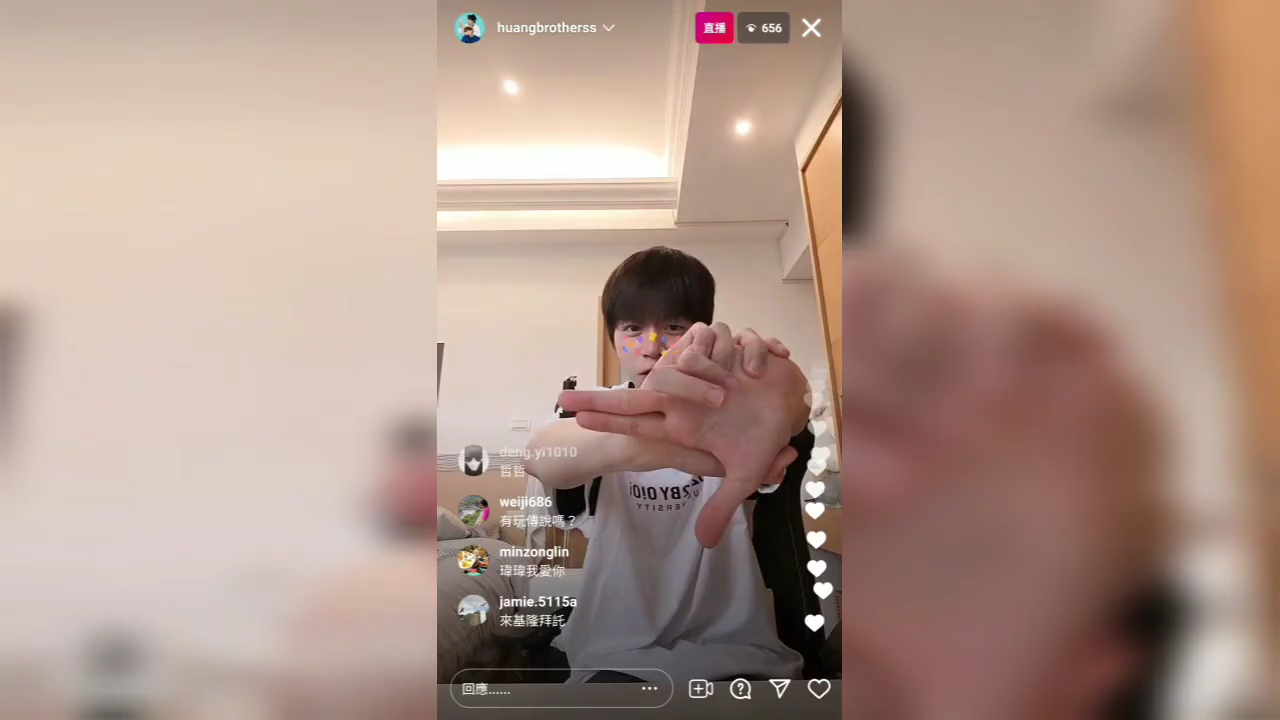 huangbrotherss
直播
656
deng.yi1010
哲哲
weiji686
有玩傳說嗎？
minzonglin
瑋瑋我愛你
jamie.5115a
來基隆拜託
回應......